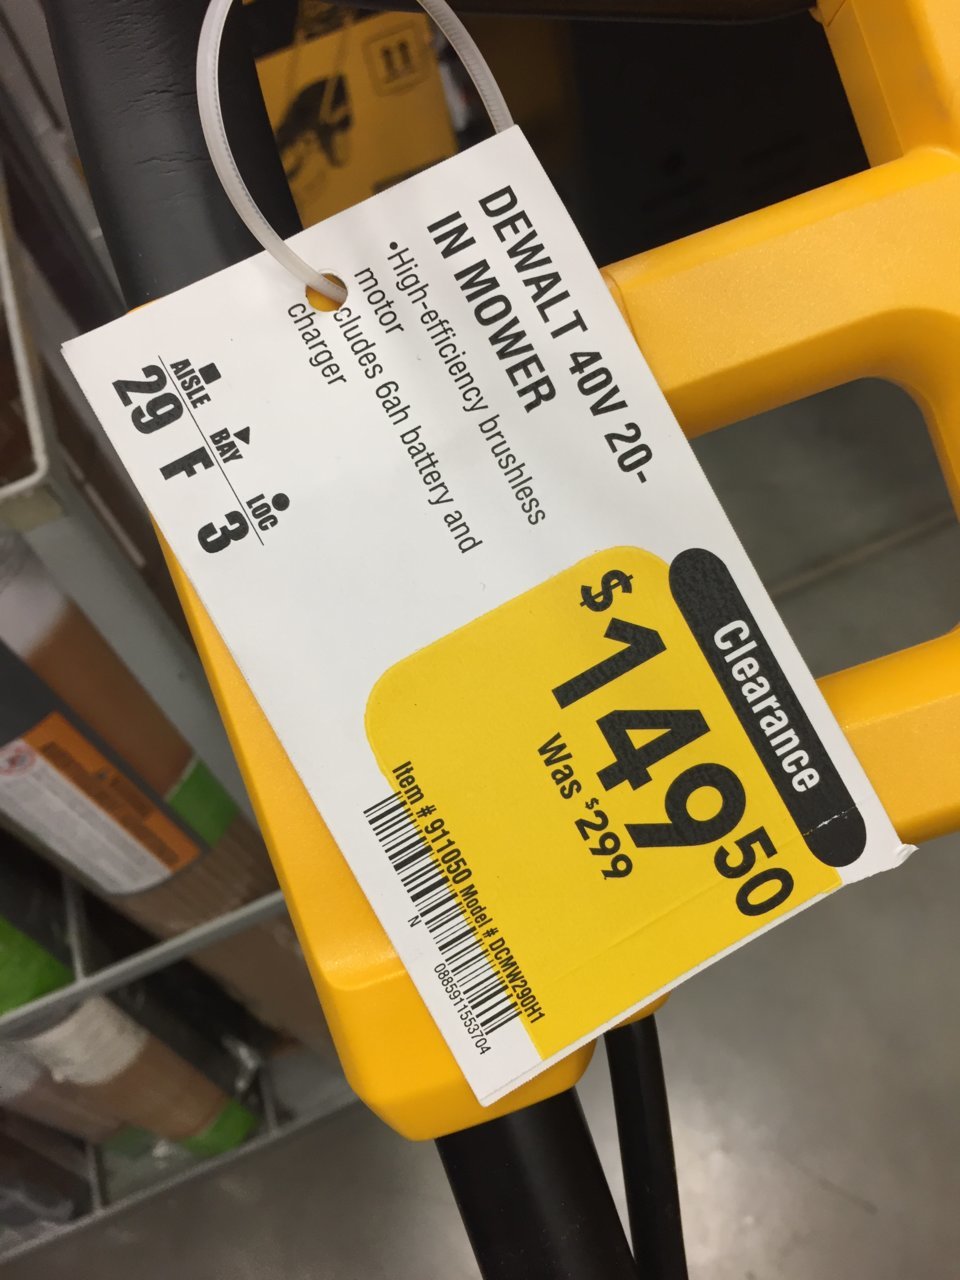 DEWALT 40V 20-
IN MOWER
•High-efficiency brushless
motor
cludes 6ah battery and
charger
AISLE BAY LOC
29 F 3
Clearance
$149 50
Was $299
Item # 911050 Model # DCMW290H1
N
0885911553704